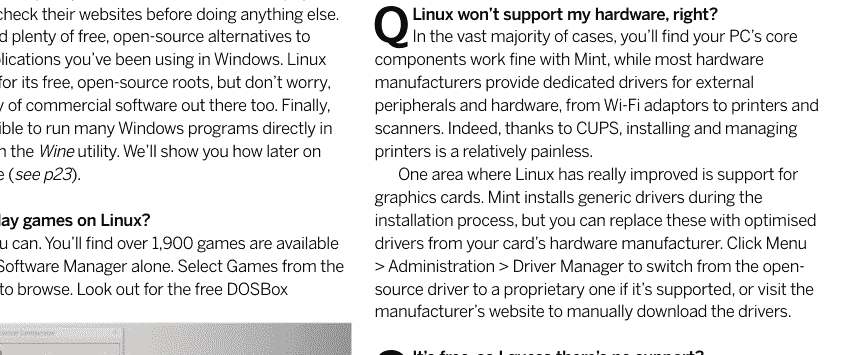 check their websites before doing anything else.
d plenty of free, open-source alternatives to
plications you've been using in Windows. Linux
for its free, open-source roots, but don't worry,
y of commercial software out there too. Finally,
ible to run many Windows programs directly in
n the Wine utility. We'll show you how later on
e (see p23).
lay games on Linux?
u can. You'll find over 1,900 games are available
Software Manager alone. Select Games from the
to browse. Look out for the free DOSBox
Q Linux won't support my hardware, right?
In the vast majority of cases, you'll find your PC's core
components work fine with Mint, while most hardware
manufacturers provide dedicated drivers for external
peripherals and hardware, from Wi-Fi adaptors to printers and
scanners. Indeed, thanks to CUPS, installing and managing
printers is a relatively painless.
One area where Linux has really improved is support for
graphics cards. Mint installs generic drivers during the
installation process, but you can replace these with optimised
drivers from your card's hardware manufacturer. Click Menu
> Administration > Driver Manager to switch from the open-
source driver to a proprietary one if it's supported, or visit the
manufacturer's website to manually download the drivers.
It's free, so I guess there's no support?